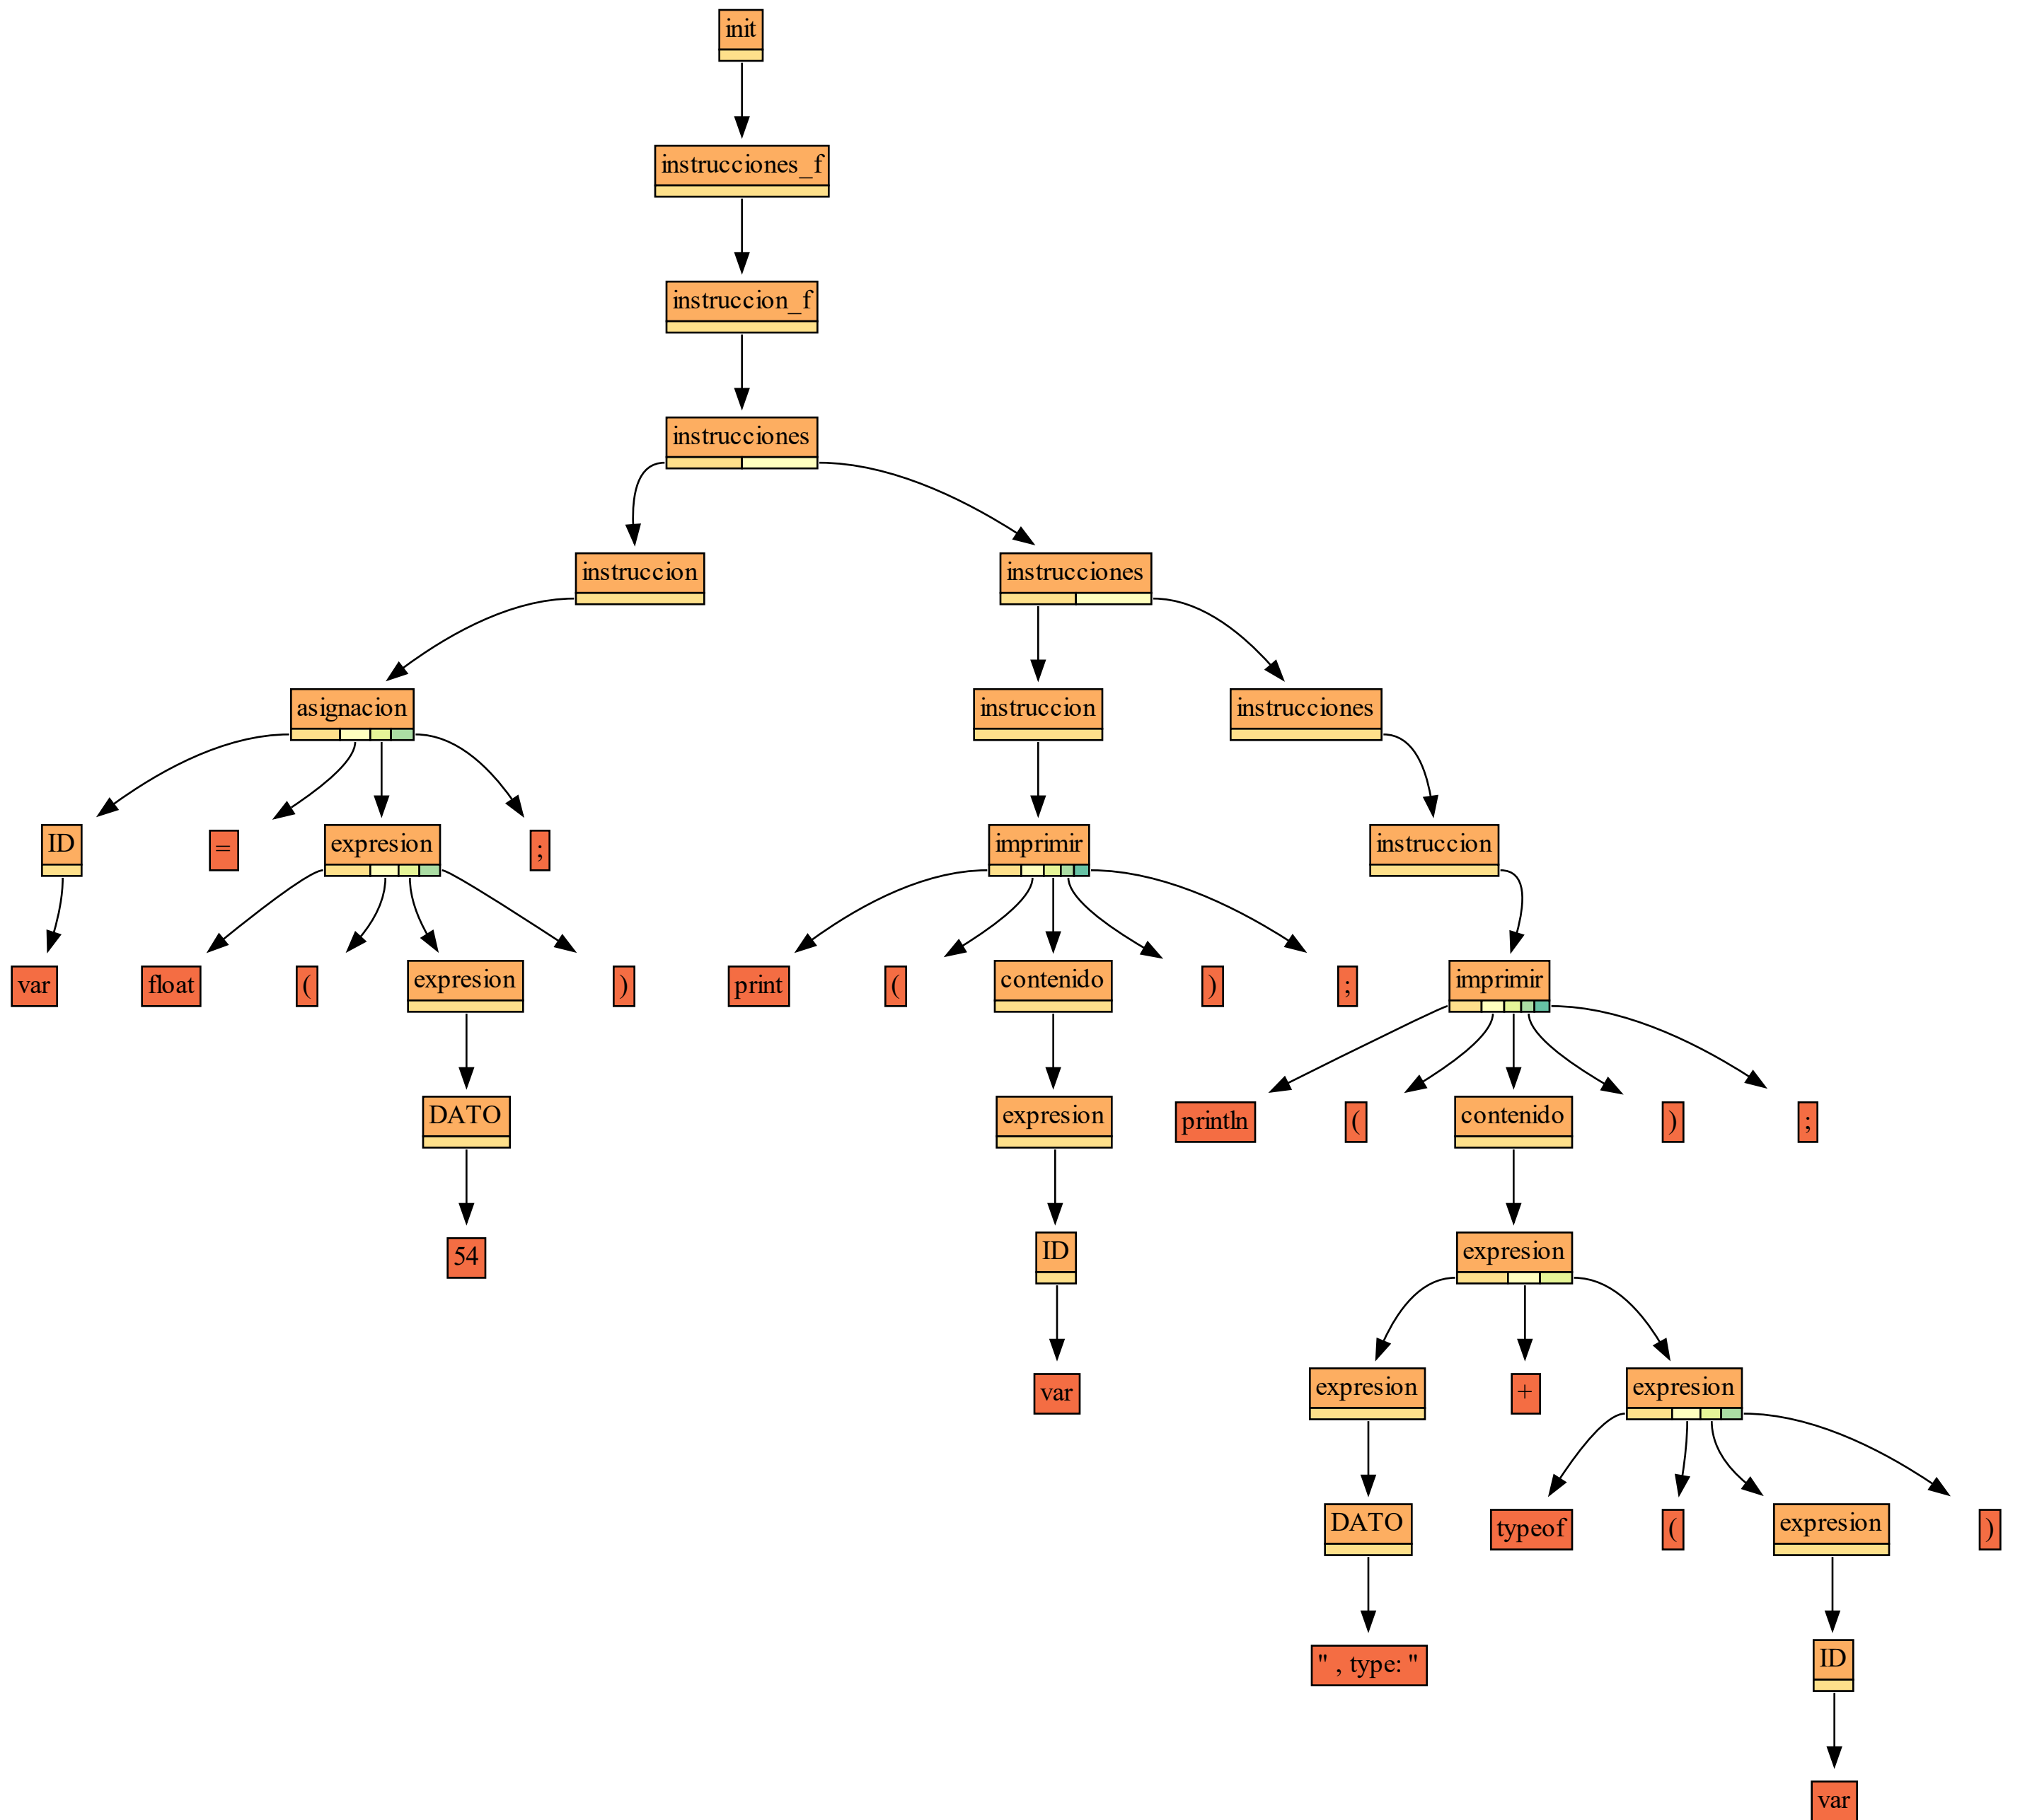 init
instrucciones_f
instruccion_f
instrucciones
instruccion
instrucciones
asignacion
instruccion
instrucciones
ID
=
expresion
;
imprimir
instruccion
var
float
(
expresion
)
print
(
contenido
)
;
imprimir
DATO
expresion
println
(
contenido
)
;
54
ID
expresion
var
expresion
+
expresion
DATO
typeof
(
expresion
)
" , type: "
ID
var